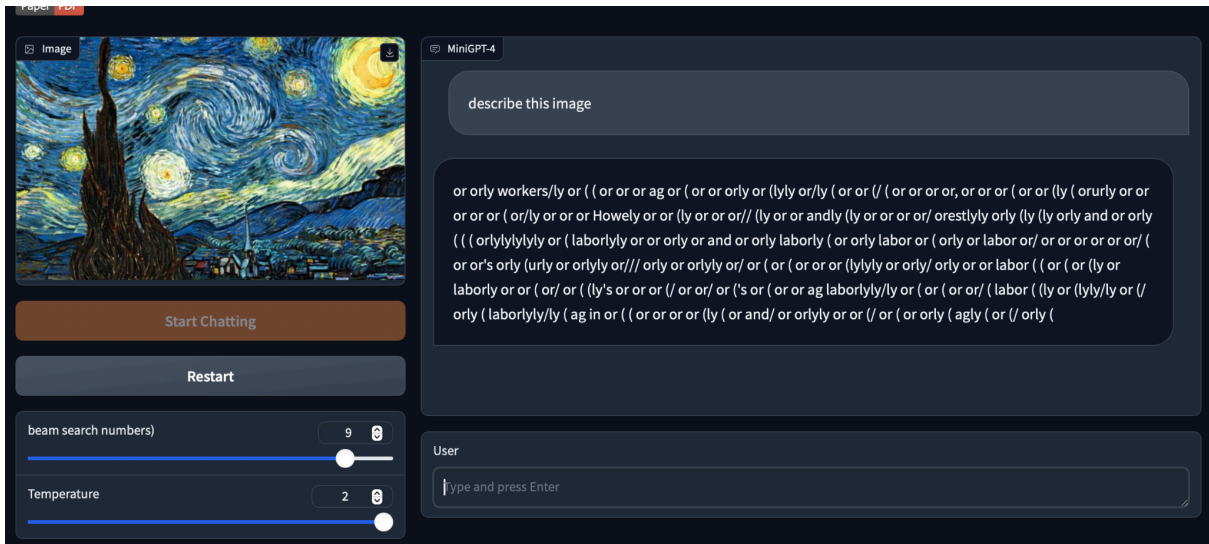 Paper PDF
Image
MiniGPT-4
describe this image
or orly workers/ly or ( ( or or or ag or ( or or orly or (lyly or/ly ( or or (/ ( or or or or, or or or ( or or (ly ( orurly or or
or or or ( or/ly or or or Howely or or (ly or or or// (ly or or andly (ly or or or or/ orestlyly orly (ly (ly orly and or orly
( ( ( orlylylylyly or ( laborlyly or or orly or and or orly laborly ( or orly labor or ( orly or labor or/ or or or or or or/ (
or or's orly (urly or orlyly or/// orly or orlyly or/ or ( or ( or or or (lylyly or orly/ orly or or labor ( ( or ( or (ly or
laborly or or ( or/ or ( (ly's or or or (/ or or/ or ('s or ( or or ag laborlyly/ly or ( or ( or or/ ( labor ( (ly or (lyly/ly or (/
orly ( laborlyly/ly ( ag in or ( ( or or or or (ly ( or and/ or orlyly or or (/ or ( or orly ( agly ( or (/ orly (
Start Chatting
Restart
beam search numbers)
9
Temperature
2
User
Type and press Enter